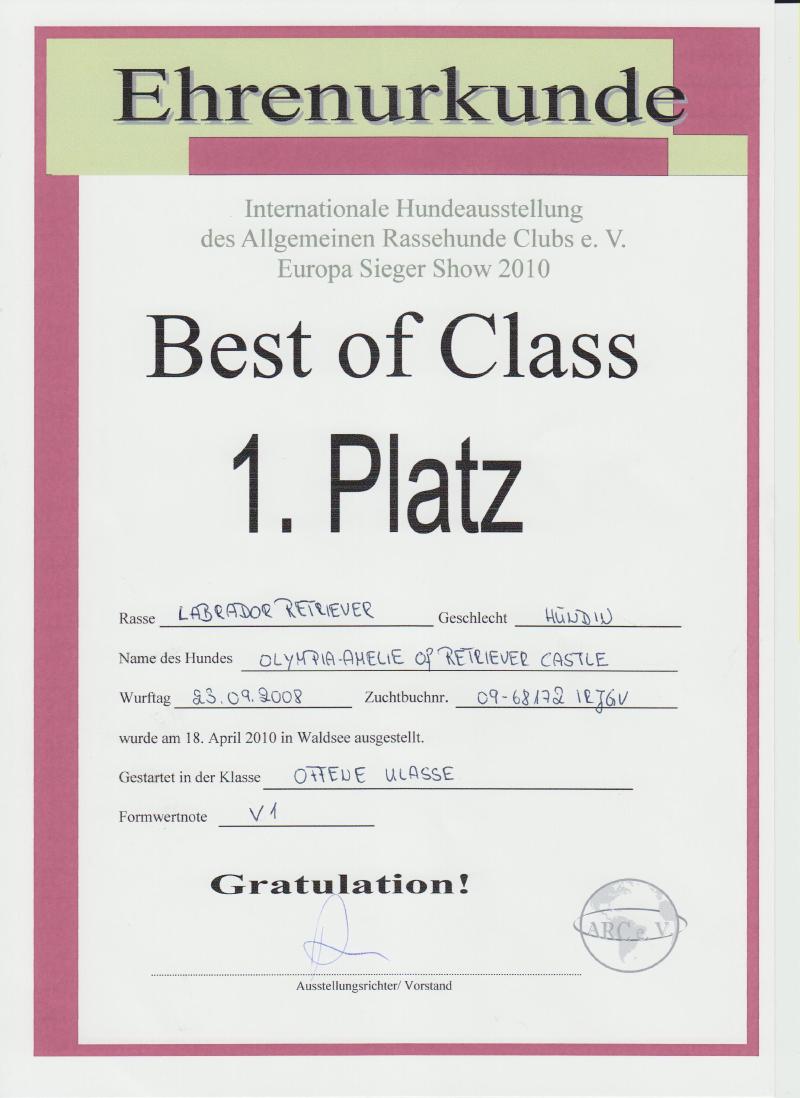 Ehrenurkunde
Internationale Hundeausstellung
des Allgemeinen Rassehunde Clubs e. V.
Europa Sieger Show 2010
Best of Class
1. Platz
Rasse LABRADOR RETRIEVER Geschlecht HÜNDIN
Name des Hundes OLYMPIA-AMELIE Of RETRIEVER CASTLE
Wurftag 23.09.2008 Zuchtbuchnr. 09-68172 IRJGV
wurde am 18. April 2010 in Waldsee ausgestellt.
Gestartet in der Klasse OFFENE KLASSE
Formwertnote V1
Gratulation!
ARC e. V.
Ausstellungsrichter/ Vorstand